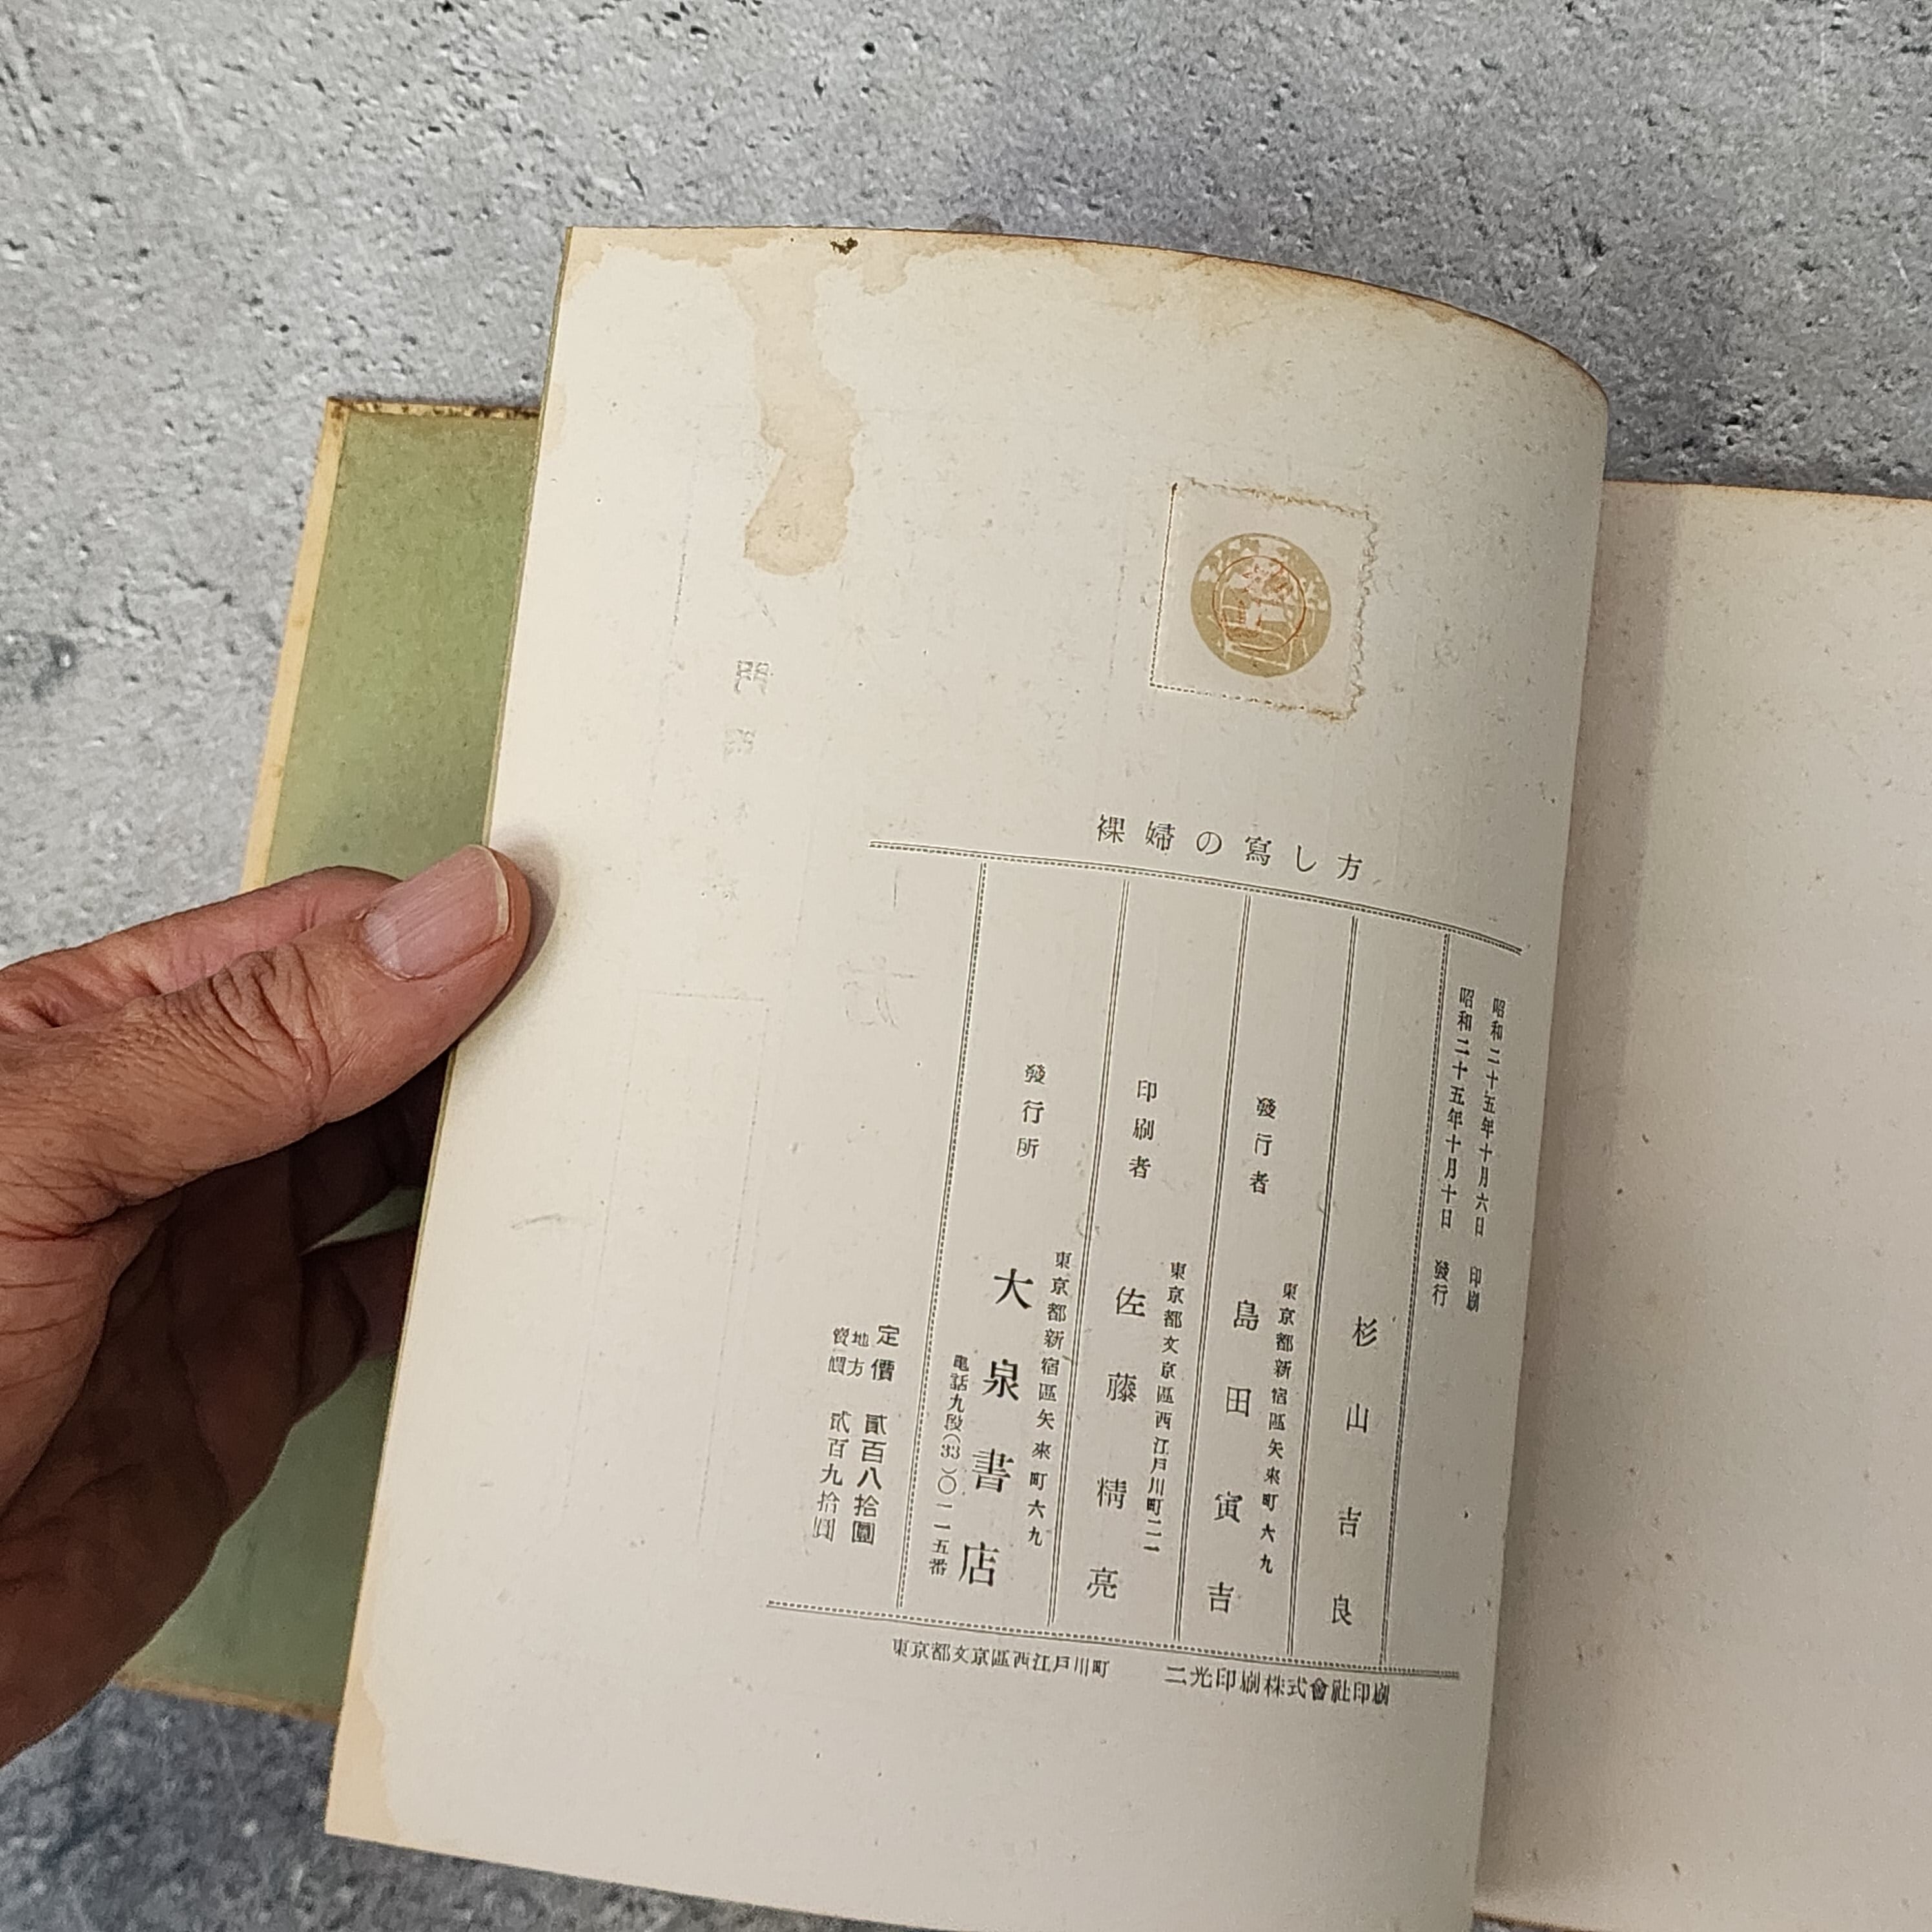 裸婦の寫し方
昭和二十五年十月六日 印刷
昭和二十五年十月十日 發行
杉山吉良
東京都新宿區矢來町六九
發行者 島田寅吉
東京都文京區西江戸川町二一
印刷者 佐藤精亮
東京都新宿區矢來町六九
發行所 大泉書店
電話九段(33)〇一一五番
定價 貳百八拾圓
地方賣價 貳百九拾圓
二光印刷株式會社印刷
東京都文京區西江戸川町